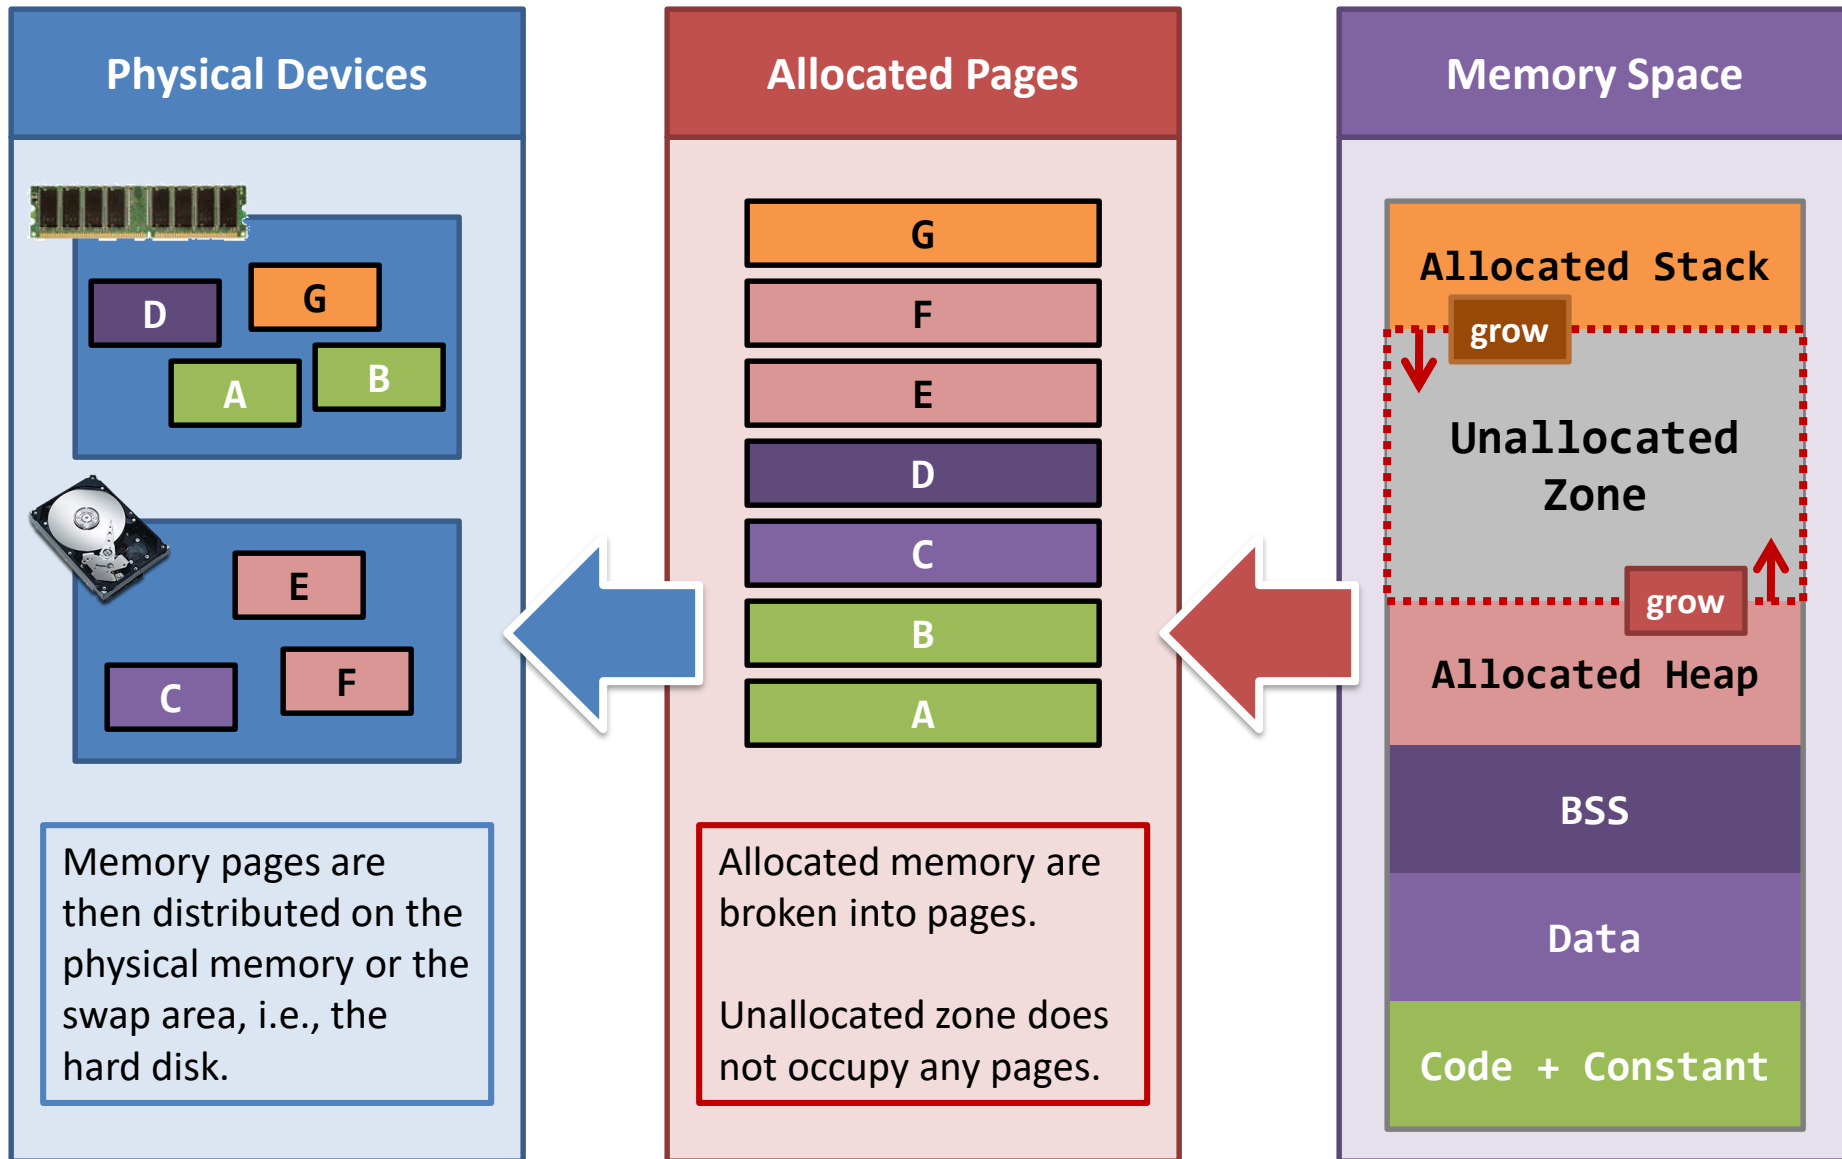 Physical Devices
D
G
A
B
E
C
F
Memory pages are
then distributed on the
physical memory or the
swap area, i.e., the
hard disk.
Allocated Pages
G
F
E
D
C
B
A
Allocated memory are
broken into pages.
Unallocated zone does
not occupy any pages.
Memory Space
Allocated Stack
grow
Unallocated
Zone
grow
Allocated Heap
BSS
Data
Code + Constant